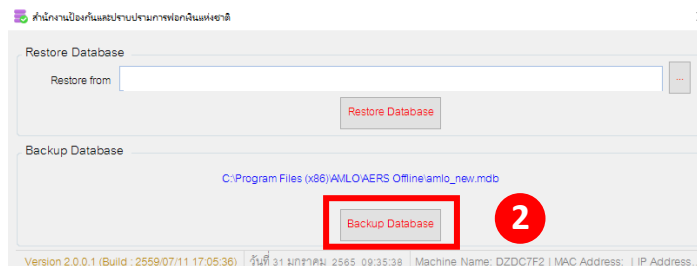 สำนักงานป้องกันและปราบปรามการฟอกเงินแห่งชาติ
Restore Database
Restore from
...
Restore Database
Backup Database
C:\Program Files (x86)\AMLO\AERS Offline\amlo_new.mdb
Backup Database
2
Version 2.0.0.1 (Build : 2559/07/11 17:05:36) วันที่ 31 มกราคม 2565 09:35:38 Machine Name: DZDC7F2 | MAC Address: | IP Address